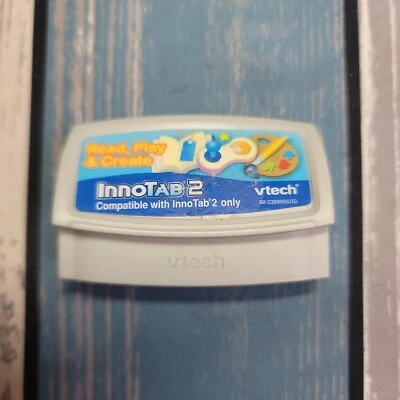 Read, Play
& Create
INNOTAB 2
vtech
Compatible with InnoTab 2 only
vtech